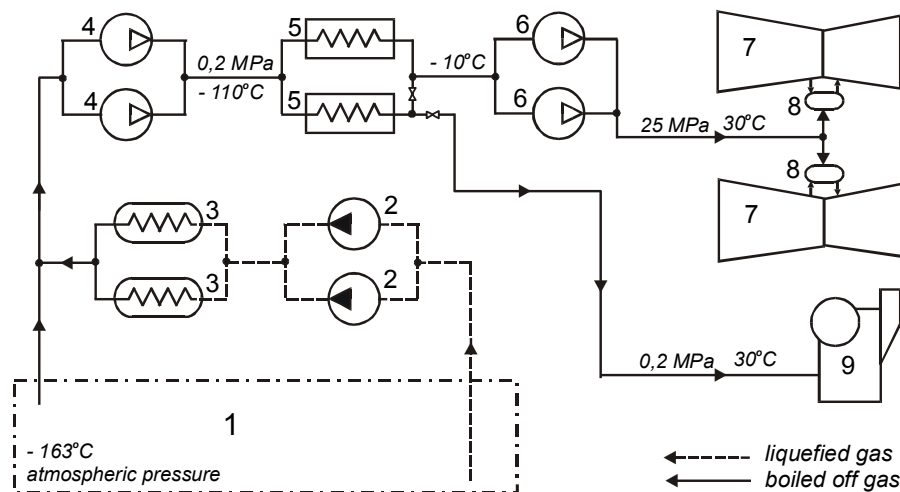 4
5
6
7
0,2 MPa
- 10°C
- 110°C
4
5
6
8
25 MPa 30°C
8
3
2
7
3
2
0,2 MPa 30°C
9
1
- 163°C
liquefied gas
atmospheric pressure
boiled off gas